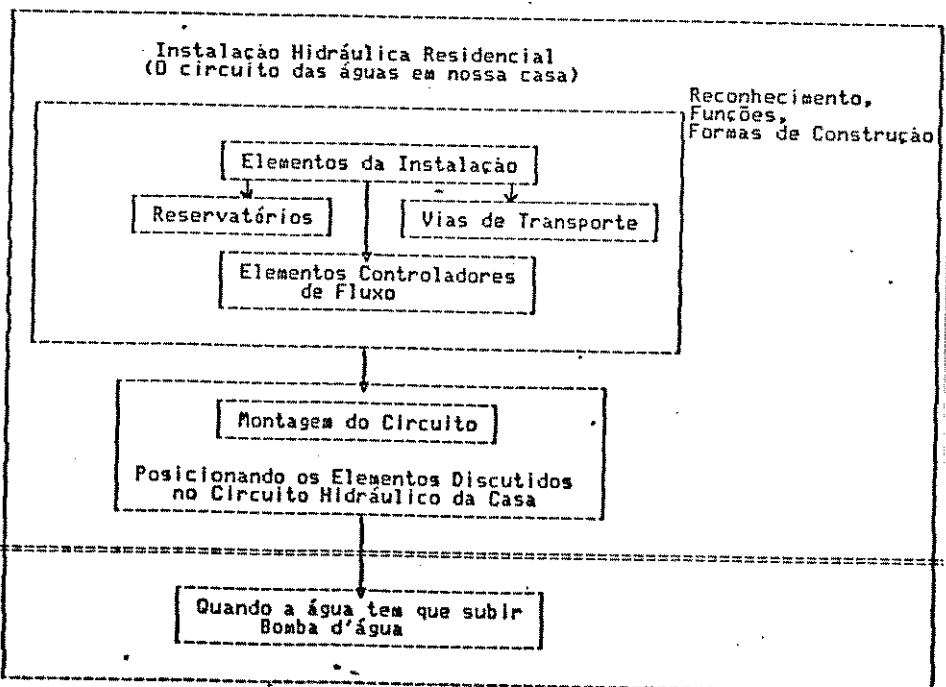 Instalação Hidráulica Residencial
(O circuito das águas em nossa casa)
Reconhecimento,
Funções,
Formas de Construção
Elementos da Instalação
Reservatórios
Vias de Transporte
Elementos Controladores
de Fluxo
Montagem do Circuito
Posicionando os Elementos Discutidos
no Circuito Hidráulico da Casa
Quando a água tem que subir
Bomba d'água